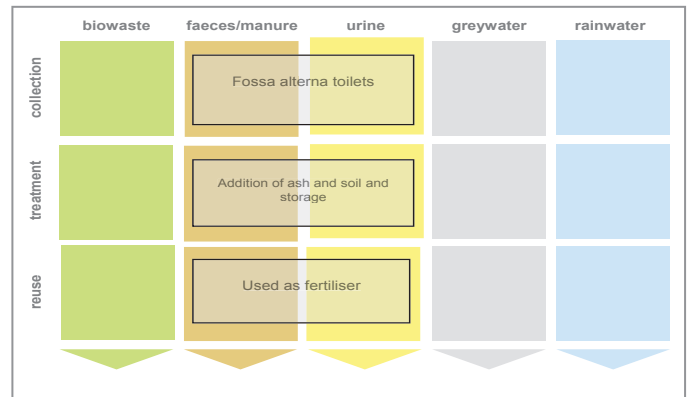 biowaste faeces/manure urine greywater rainwater
collection
Fossa alterna toilets
treatment
Addition of ash and soil and
storage
reuse
Used as fertiliser